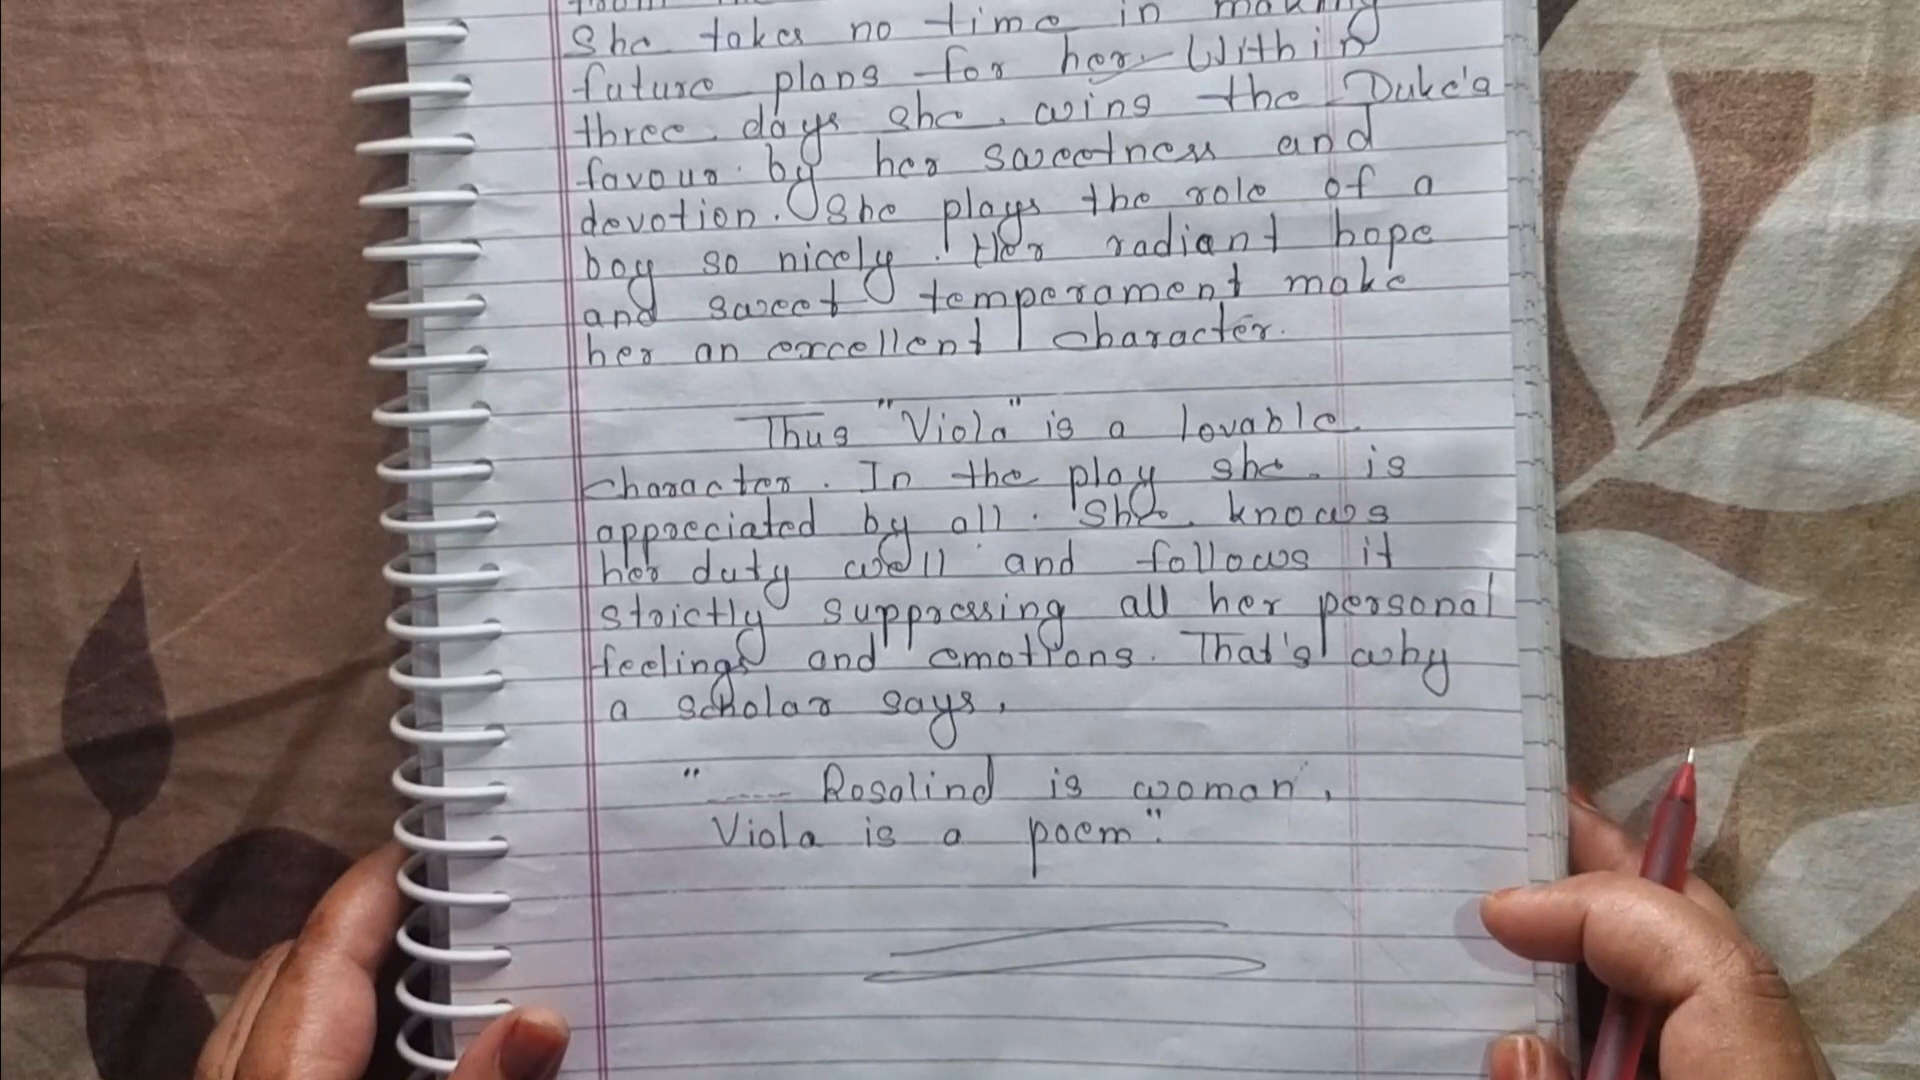 She takes no time in making
future plans for her. Within
three days she wins the Duke's
favour by her sweetness and
devotion. She plays the role of a
boy so nicely. Her radiant hope
and sweet temperament make
her an excellent character.
Thus "Viola" is a lovable
character. In the play she is
appreciated by all. She knows
her duty well and follows it
strictly suppressing all her personal
feelings and emotions. That's why
a scholar says,
" ---- Rosalind is woman,
Viola is a poem".